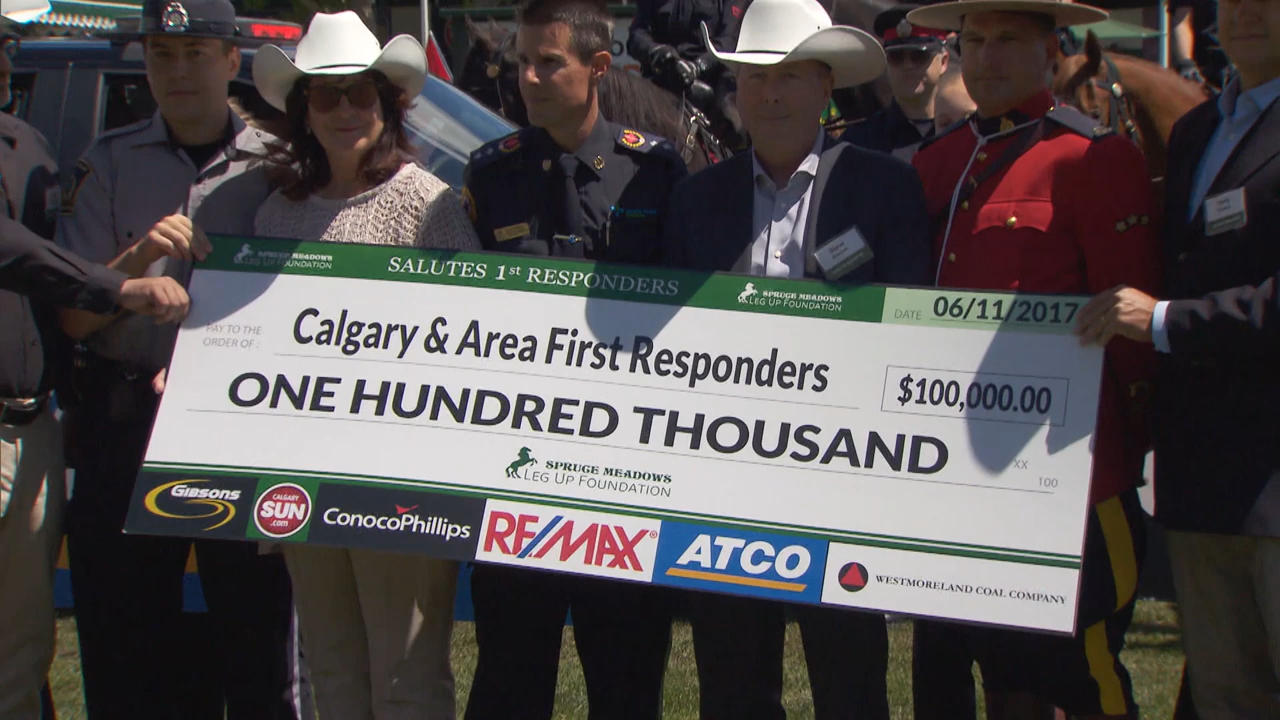 SPRUCE MEADOWS
LEG UP FOUNDATION
SALUTES 1st RESPONDERS
SPRUCE MEADOWS
LEG UP FOUNDATION
DATE 06/11/2017
PAY TO THE
ORDER OF :
Calgary & Area First Responders
$100,000.00
ONE HUNDRED THOUSAND
XX
100
SPRUCE MEADOWS
LEG UP FOUNDATION
GIBSONS
CALGARY
SUN
.com
ConocoPhillips
RE/MAX®
ATCO
WESTMORELAND COAL COMPANY